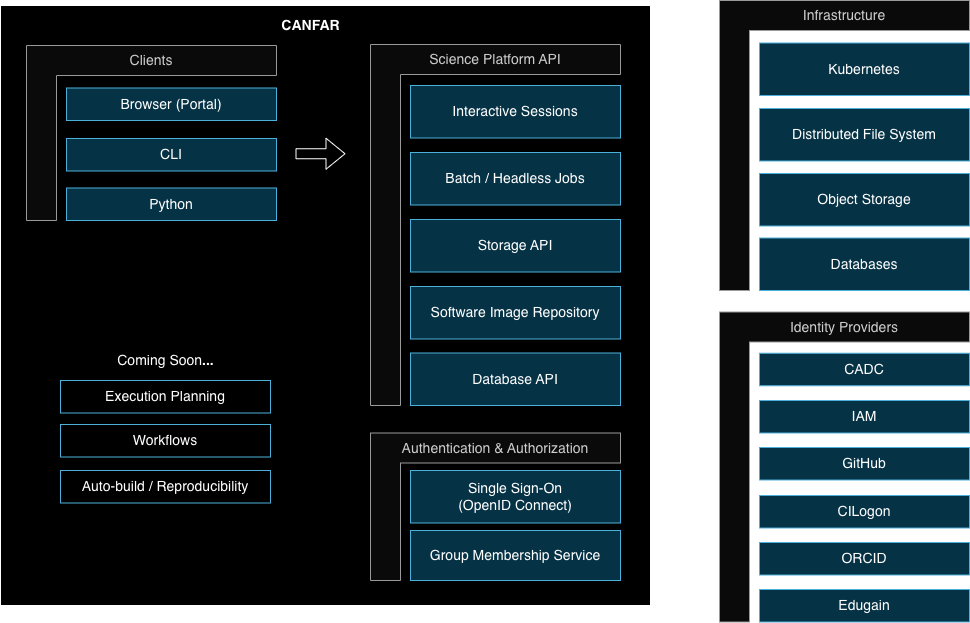 CANFAR
Clients
Browser (Portal)
CLI
Python
Science Platform API
Interactive Sessions
Batch / Headless Jobs
Storage API
Software Image Repository
Database API
Coming Soon...
Execution Planning
Workflows
Auto-build / Reproducibility
Authentication & Authorization
Single Sign-On
(OpenID Connect)
Group Membership Service
Infrastructure
Kubernetes
Distributed File System
Object Storage
Databases
Identity Providers
CADC
IAM
GitHub
CILogon
ORCID
Edugain